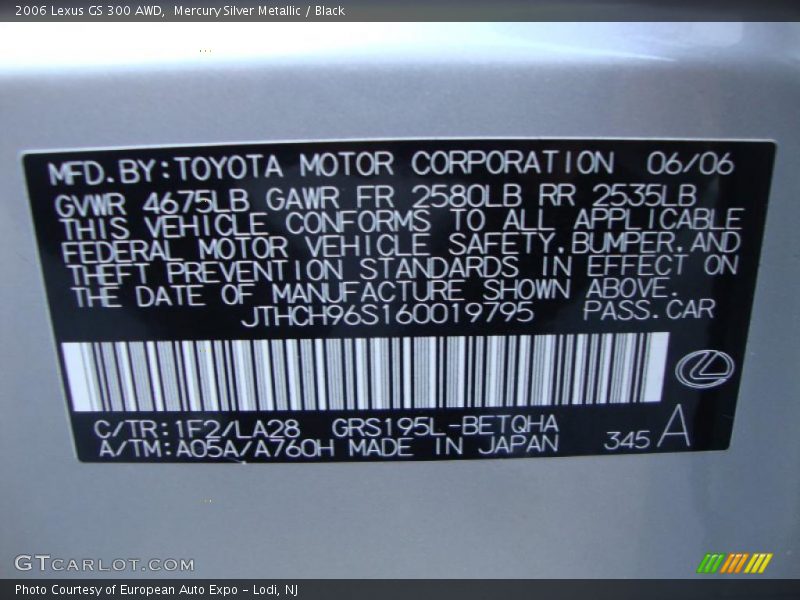 2006 Lexus GS 300 AWD, Mercury Silver Metallic / Black
MFD.BY:TOYOTA MOTOR CORPORATION 06/06
GVWR 4675LB GAWR FR 2580LB RR 2535LB
THIS VEHICLE CONFORMS TO ALL APPLICABLE
FEDERAL MOTOR VEHICLE SAFETY.BUMPER.AND
THEFT PREVENTION STANDARDS IN EFFECT ON
THE DATE OF MANUFACTURE SHOWN ABOVE.
JTHCH96S160019795 PASS.CAR
C/TR:1F2/LA28 GRS195L-BETQHA
A/TM:A05A/A760H MADE IN JAPAN 345 A
GTCARLOT.COM
Photo Courtesy of European Auto Expo - Lodi, NJ